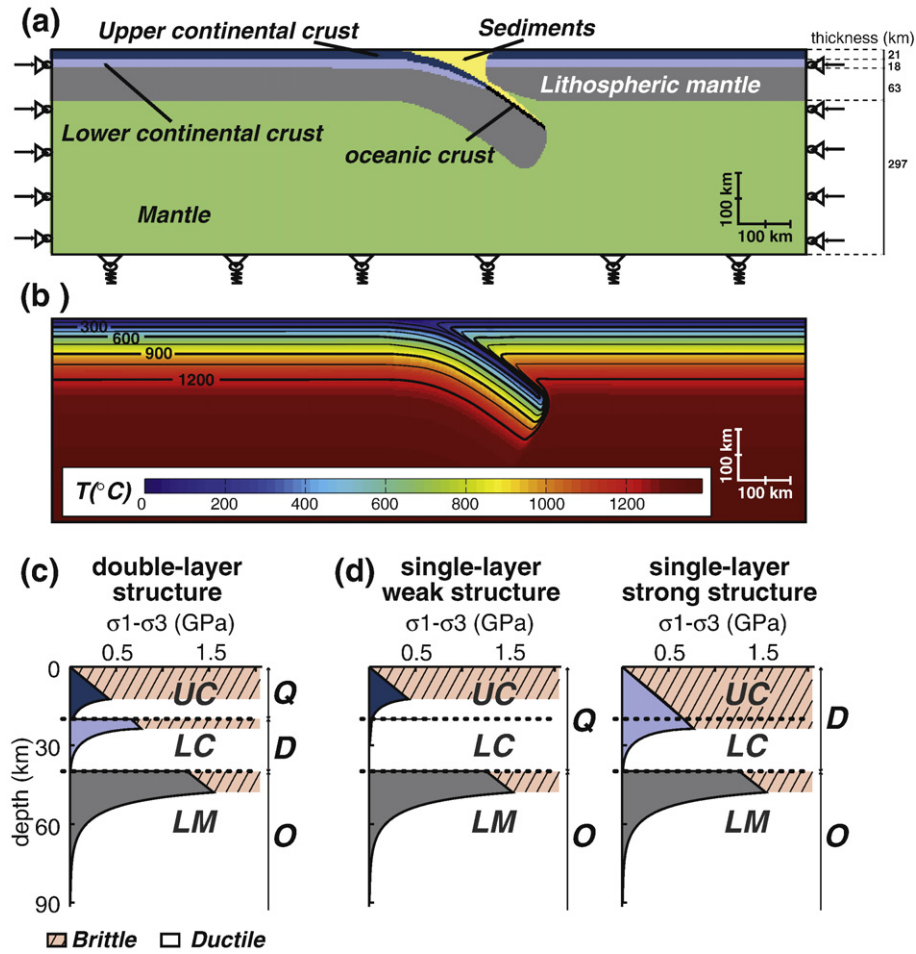 (a)
Upper continental crust
Sediments
thickness (km)
21
18
63
297
Lithospheric mantle
Lower continental crust
oceanic crust
Mantle
100 km
100 km
(b )
300
600
900
1200
100 km
100 km
T(°C)
0 200 400 600 800 1000 1200
(c)
double-layer
structure
σ1-σ3 (GPa)
0.5 1.5
0
30
60
90
depth (km)
UC
LC
LM
Q
D
O
(d)
single-layer
weak structure
σ1-σ3 (GPa)
0.5 1.5
UC
LC
LM
Q
O
single-layer
strong structure
σ1-σ3 (GPa)
0.5 1.5
UC
LC
LM
D
O
Brittle Ductile